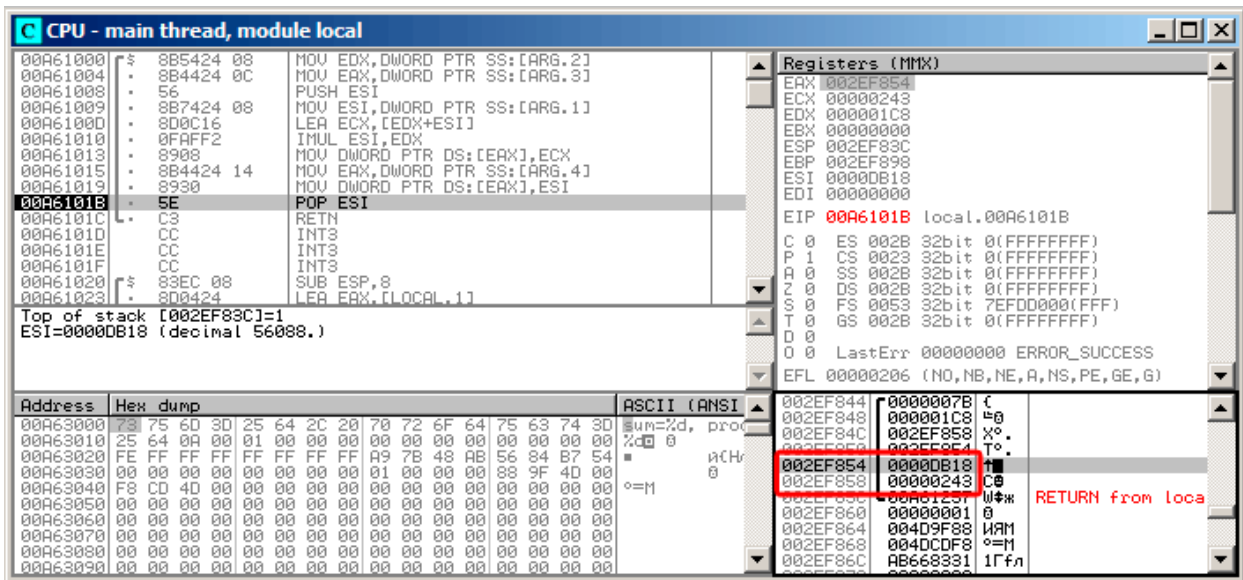 C CPU - main thread, module local
00A61000 $ 8B5424 08 MOV EDX,DWORD PTR SS:[ARG.2]
00A61004 . 8B4424 0C MOV EAX,DWORD PTR SS:[ARG.3]
00A61008 . 56 PUSH ESI
00A61009 . 8B7424 08 MOV ESI,DWORD PTR SS:[ARG.1]
00A6100D . 8D0C16 LEA ECX,[EDX+ESI]
00A61010 . 0FAFF2 IMUL ESI,EDX
00A61013 . 8908 MOV DWORD PTR DS:[EAX],ECX
00A61015 . 8B4424 14 MOV EAX,DWORD PTR SS:[ARG.4]
00A61019 . 8930 MOV DWORD PTR DS:[EAX],ESI
00A6101B . 5E POP ESI
00A6101C . C3 RETN
00A6101D CC INT3
00A6101E CC INT3
00A6101F CC INT3
00A61020 $ 83EC 08 SUB ESP,8
00A61023 . 8D0424 LEA EAX,[LOCAL.1]
Top of stack [002EF83C]=1
ESI=0000DB18 (decimal 56088.)
Registers (MMX)
EAX 002EF854
ECX 00000243
EDX 000001C8
EBX 00000000
ESP 002EF83C
EBP 002EF898
ESI 0000DB18
EDI 00000000
EIP 00A6101B local.00A6101B
C 0 ES 002B 32bit 0(FFFFFFFF)
P 1 CS 0023 32bit 0(FFFFFFFF)
A 0 SS 002B 32bit 0(FFFFFFFF)
Z 0 DS 002B 32bit 0(FFFFFFFF)
S 0 FS 0053 32bit 7EFDD000(FFF)
T 0 GS 002B 32bit 0(FFFFFFFF)
D 0
O 0 LastErr 00000000 ERROR_SUCCESS
EFL 00000206 (NO,NB,NE,A,NS,PE,GE,G)
Address Hex dump ASCII (ANSI
00A63000 73 75 6D 3D 25 64 2C 20 70 72 6F 64 75 63 74 3D sum=%d, proc
00A63010 25 64 0A 00 01 00 00 00 00 00 00 00 00 00 00 00 %d
00A63020 FE FF FF FF FF FF FF FF A9 7B 48 AB 56 84 B7 54
00A63030 00 00 00 00 00 00 00 00 01 00 00 00 88 9F 4D 00
00A63040 F8 CD 4D 00 00 00 00 00 00 00 00 00 00 00 00 00 °=M
00A63050 00 00 00 00 00 00 00 00 00 00 00 00 00 00 00 00
00A63060 00 00 00 00 00 00 00 00 00 00 00 00 00 00 00 00
00A63070 00 00 00 00 00 00 00 00 00 00 00 00 00 00 00 00
00A63080 00 00 00 00 00 00 00 00 00 00 00 00 00 00 00 00
00A63090 00 00 00 00 00 00 00 00 00 00 00 00 00 00 00 00
002EF844 0000007B {
002EF848 000001C8
002EF84C 002EF858 X°.
002EF850 002EF854 T°.
002EF854 0000DB18 ↑█
002EF858 00000243
002EF85C 00A61257 W‡ж RETURN from loca
002EF860 00000001
002EF864 004D9F88 ИЯM
002EF868 004DCDF8 °=M
002EF86C AB668331 1Гfл